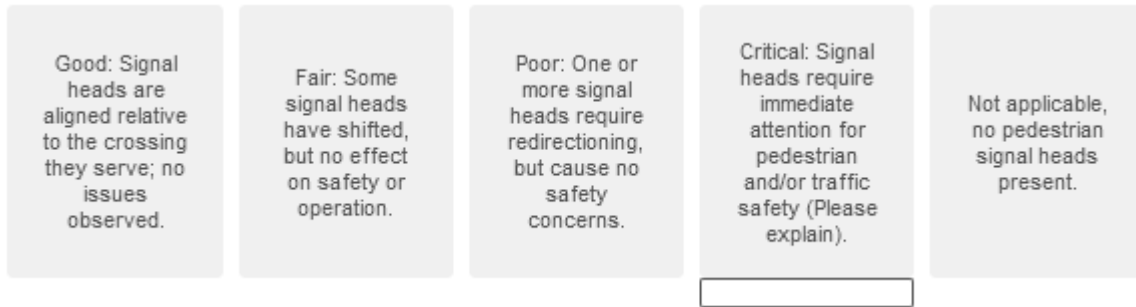 Good: Signal
heads are
aligned relative
to the crossing
they serve; no
issues
observed.
Fair: Some
signal heads
have shifted,
but no effect
on safety or
operation.
Poor: One or
more signal
heads require
redirectioning,
but cause no
safety
concerns.
Critical: Signal
heads require
immediate
attention for
pedestrian
and/or traffic
safety (Please
explain).
Not applicable,
no pedestrian
signal heads
present.